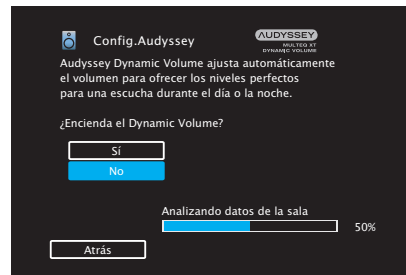 Config.Audyssey
AUDYSSEY
MULTEQ XT
DYNAMIC VOLUME
Audyssey Dynamic Volume ajusta automáticamente
el volumen para ofrecer los niveles perfectos
para una escucha durante el día o la noche.
¿Encienda el Dynamic Volume?
Sí
No
Analizando datos de la sala
50%
Atrás